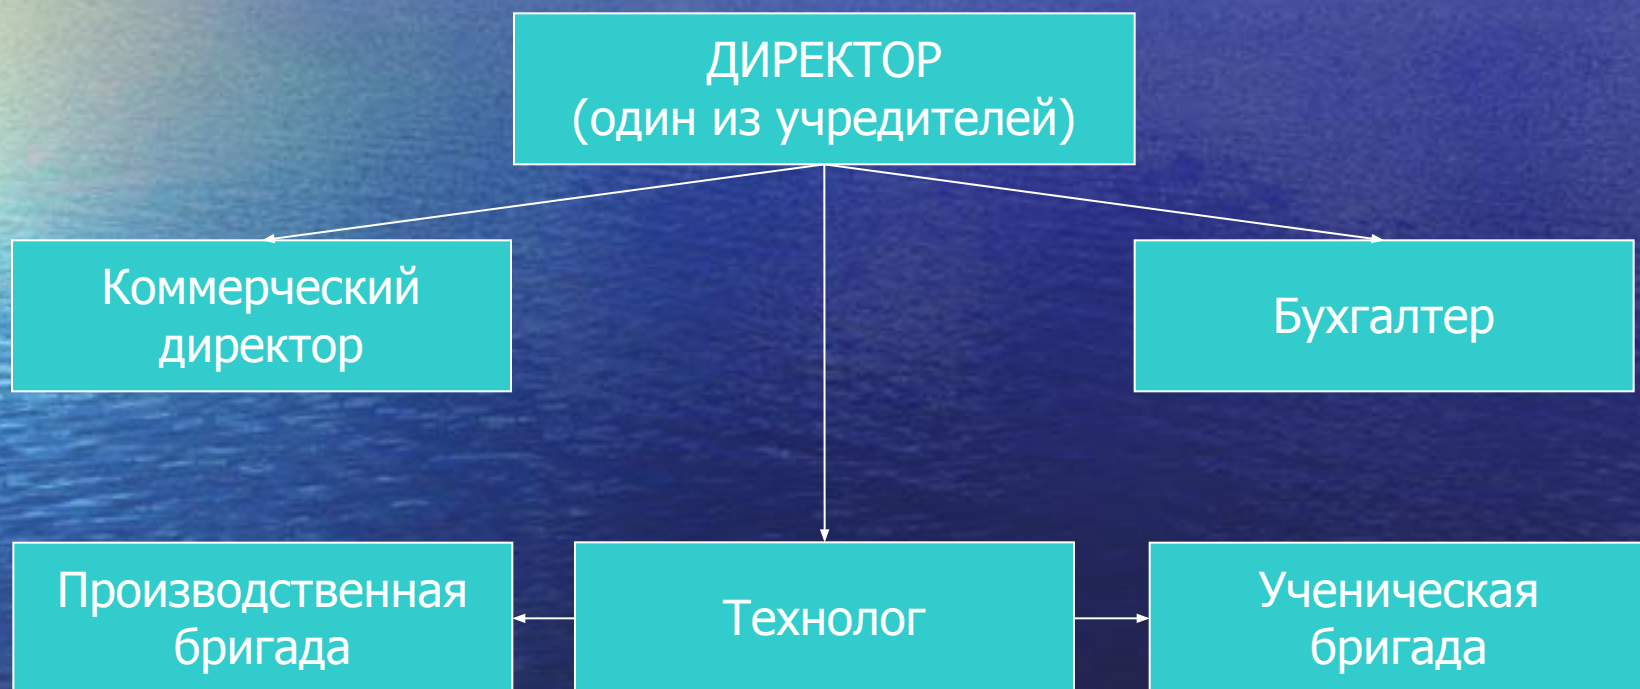 ДИРЕКТОР
(один из учредителей)
Коммерческий
директор
Бухгалтер
Производственная
бригада
Технолог
Ученическая
бригада